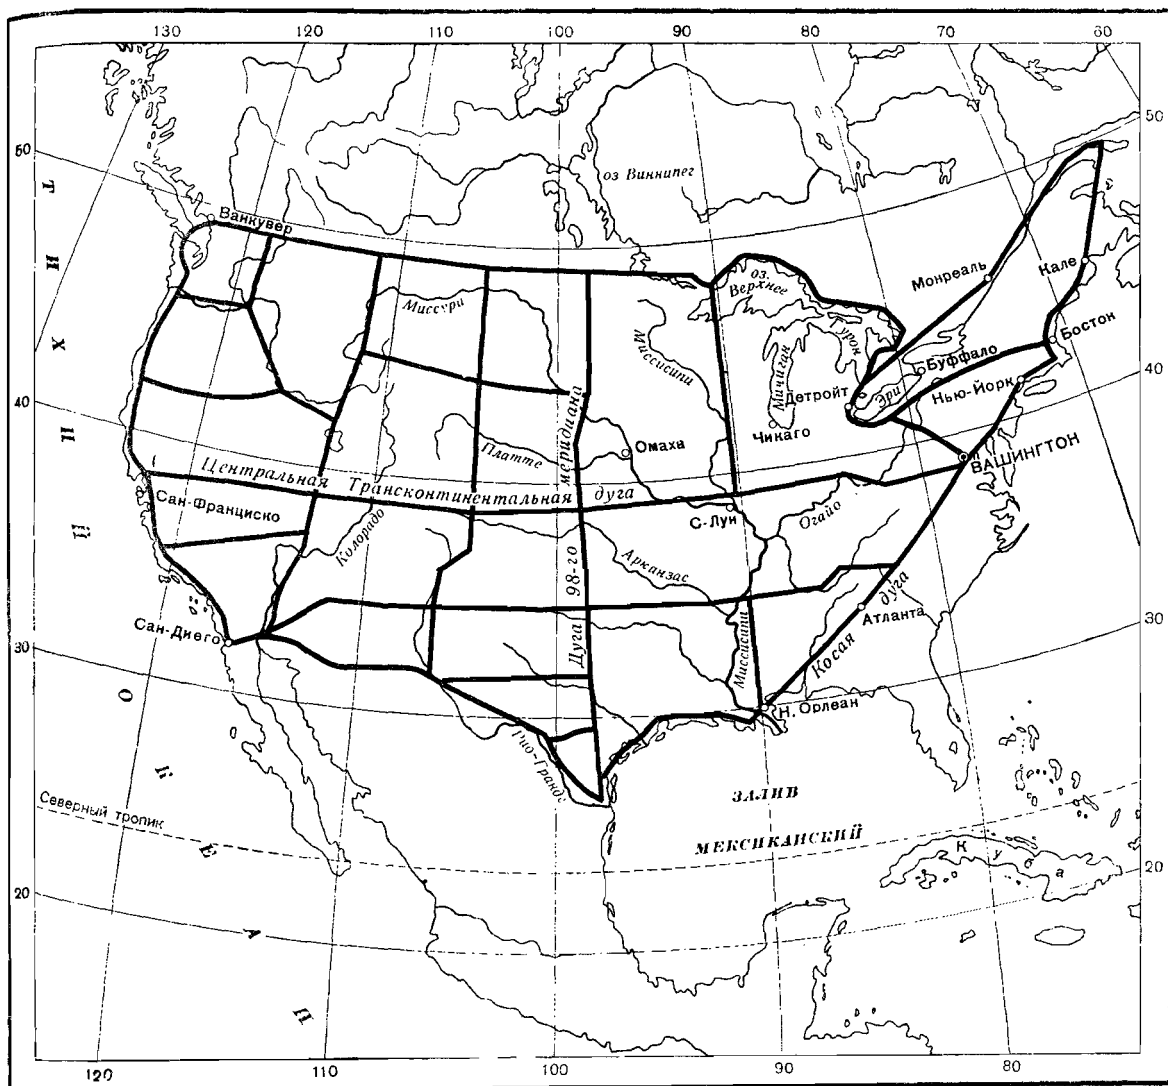 130 120 110 100 90 80 70 60
50
50
40
40
30
30
20
20
ТИХИЙ
ОКЕАН
оз Виннипег
Ванкувер
Монреаль
Кале
оз. Верхнее
Миссури
Миссисипи
Гурон
Бостон
Буффало
Мичиган
Детройт
Эри
Нью-Йорк
Чикаго
Омаха
Платте
меридиана
ВАШИНГТОН
Центральная Трансконтинентальная дуга
Сан-Франциско
С-Луи
Огайо
Колорадо
Арканзас
Дуга 98-го
Косая дуга
Атланта
Миссисипи
Сан-Диего
Н. Орлеан
Рио-Гранде
ЗАЛИВ
МЕКСИКАНСКИЙ
Северный тропик
Куба
120 90 80